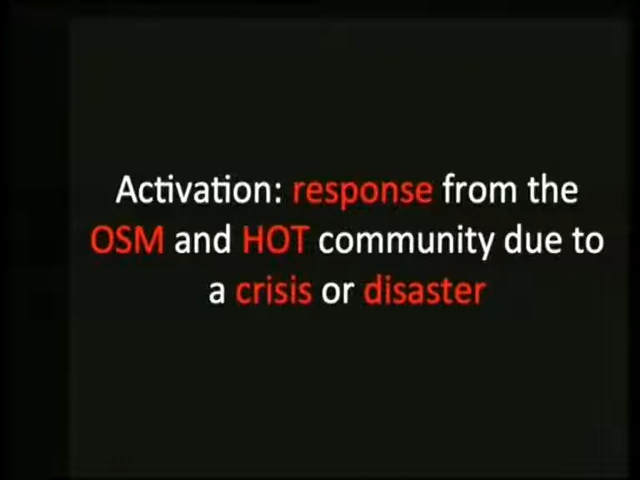 Activation: response from the
OSM and HOT community due to
a crisis or disaster